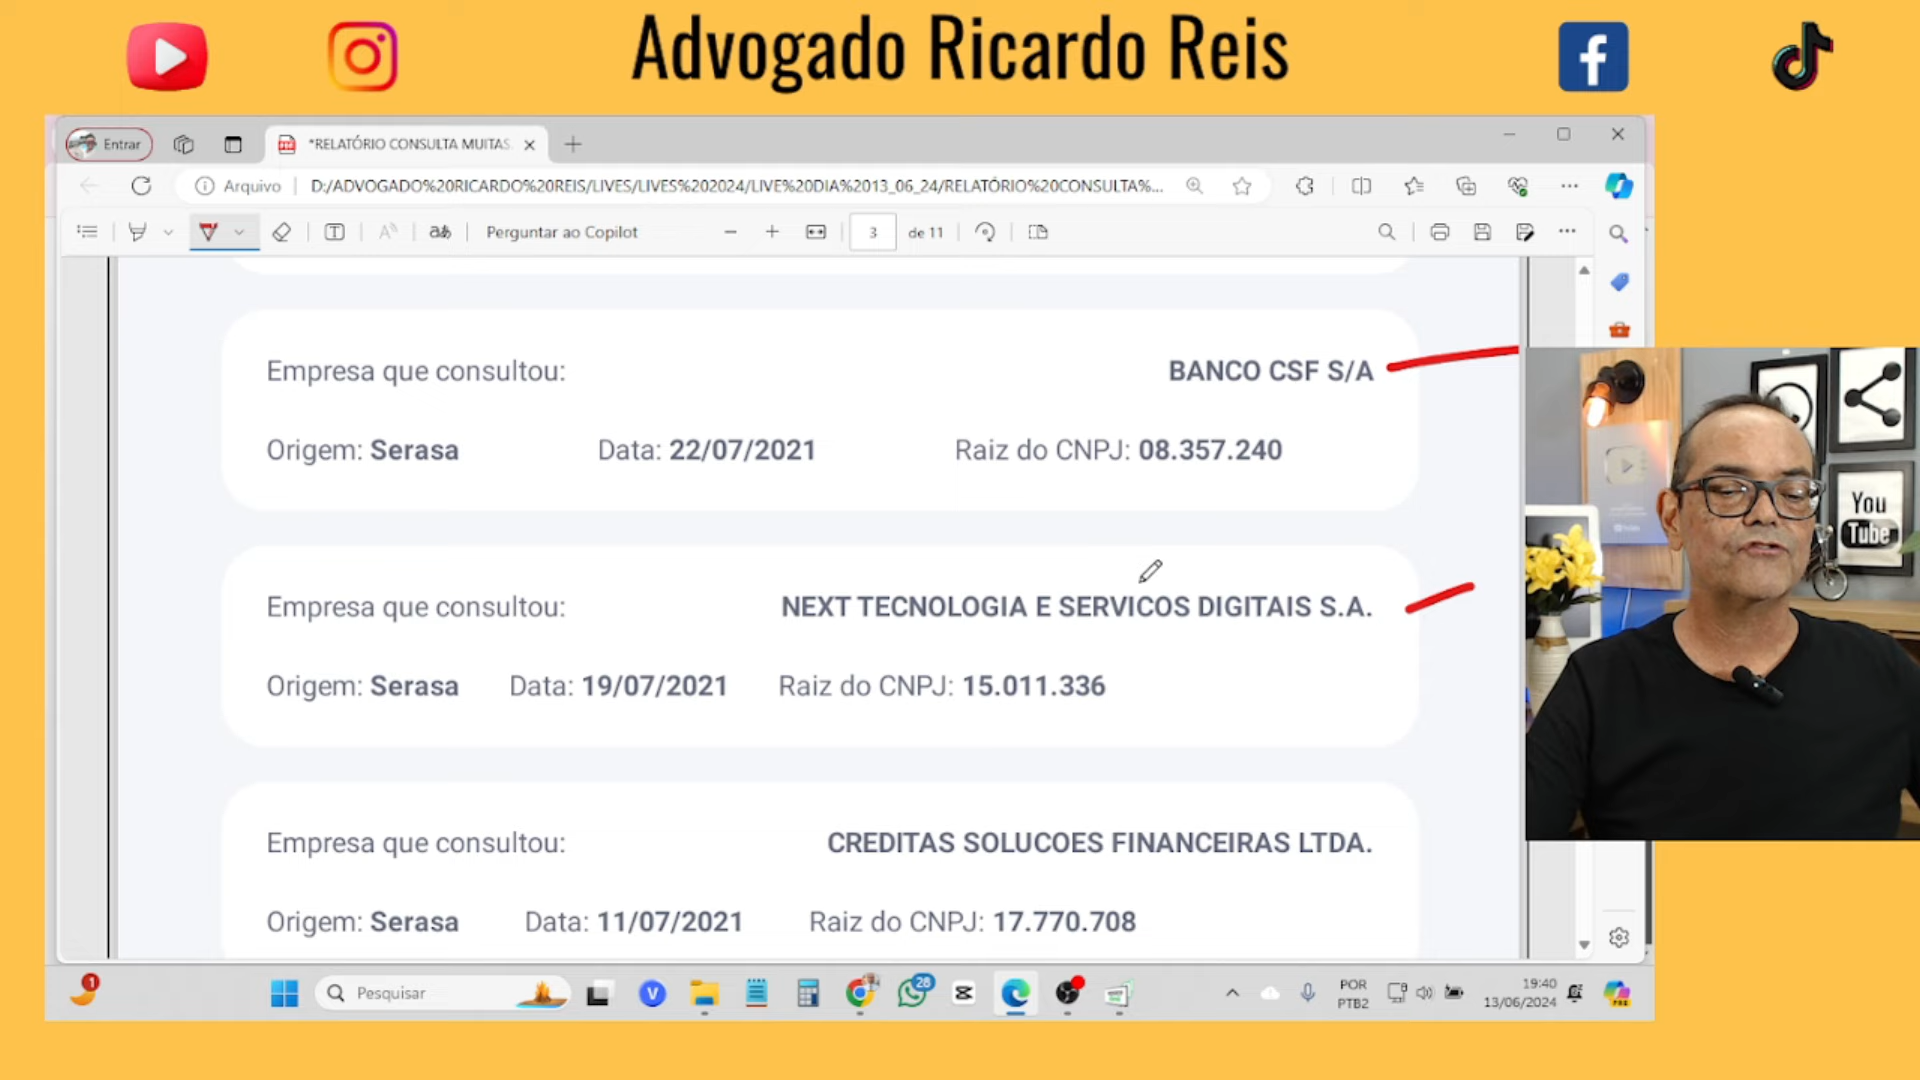 Advogado Ricardo Reis
Entrar
*RELATÓRIO CONSULTA MUITAS
Arquivo
D:/ADVOGADO%20RICARDO%20REIS/LIVES/LIVES%202024/LIVE%20DIA%2013_06_24/RELATÓRIO%20CONSULTA%...
Perguntar ao Copilot
3 de 11
Empresa que consultou: BANCO CSF S/A
Origem: Serasa Data: 22/07/2021 Raiz do CNPJ: 08.357.240
Empresa que consultou: NEXT TECNOLOGIA E SERVICOS DIGITAIS S.A.
Origem: Serasa Data: 19/07/2021 Raiz do CNPJ: 15.011.336
Empresa que consultou: CREDITAS SOLUCOES FINANCEIRAS LTDA.
Origem: Serasa Data: 11/07/2021 Raiz do CNPJ: 17.770.708
You
Tube
1
Pesquisar
V
28
POR
PTB2
19:40
13/06/2024